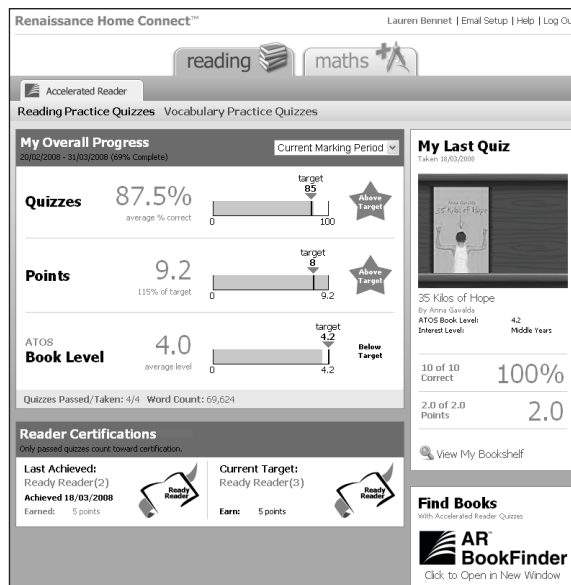 Renaissance Home Connect™
Lauren Bennet | Email Setup | Help | Log Ou
reading
maths
Accelerated Reader
Reading Practice Quizzes Vocabulary Practice Quizzes
My Overall Progress
20/02/2008 - 31/03/2008 (69% Complete)
Current Marking Period
Quizzes
87.5%
average % correct
target
85
0
100
Above
Target
Points
9.2
115% of target
target
8
0
9.2
Above
Target
ATOS
Book Level
4.0
average level
target
4.2
0
4.2
Below
Target
Quizzes Passed/Taken: 4/4 Word Count: 69,624
Reader Certifications
Only passed quizzes count toward certification.
Last Achieved:
Ready Reader(2)
Achieved 18/03/2008
Earned: 5 points
Ready
Reader
Current Target:
Ready Reader(3)
Earn: 5 points
Ready
Reader
My Last Quiz
Taken 18/03/2008
Anna Gavalda
35 Kilos of Hope
35 Kilos of Hope
By Anna Gavalda
ATOS Book Level: 4.2
Interest Level: Middle Years
10 of 10
Correct
100%
2.0 of 2.0
Points
2.0
View My Bookshelf
Find Books
With Accelerated Reader Quizzes
AR
BookFinder
Click to Open in New Window